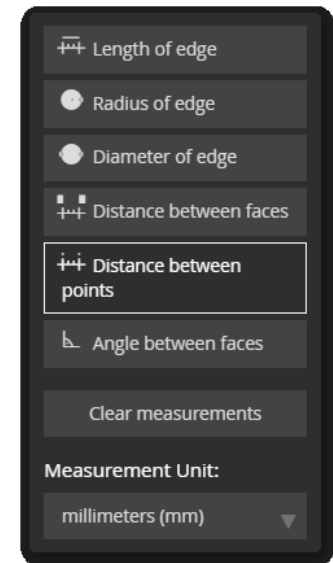 Length of edge
Radius of edge
Diameter of edge
Distance between faces
Distance between
points
Angle between faces
Clear measurements
Measurement Unit:
millimeters (mm)